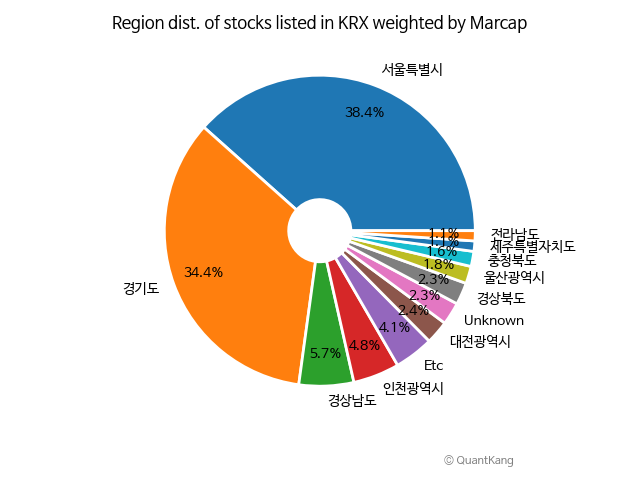 Region dist. of stocks listed in KRX weighted by Marcap
서울특별시
38.4%
경기도
34.4%
경상남도
5.7%
인천광역시
4.8%
Etc
4.1%
대전광역시
2.4%
Unknown
2.3%
경상북도
2.3%
울산광역시
1.8%
충청북도
1.6%
제주특별자치도
1.1%
전라남도
1.1%
© QuantKang